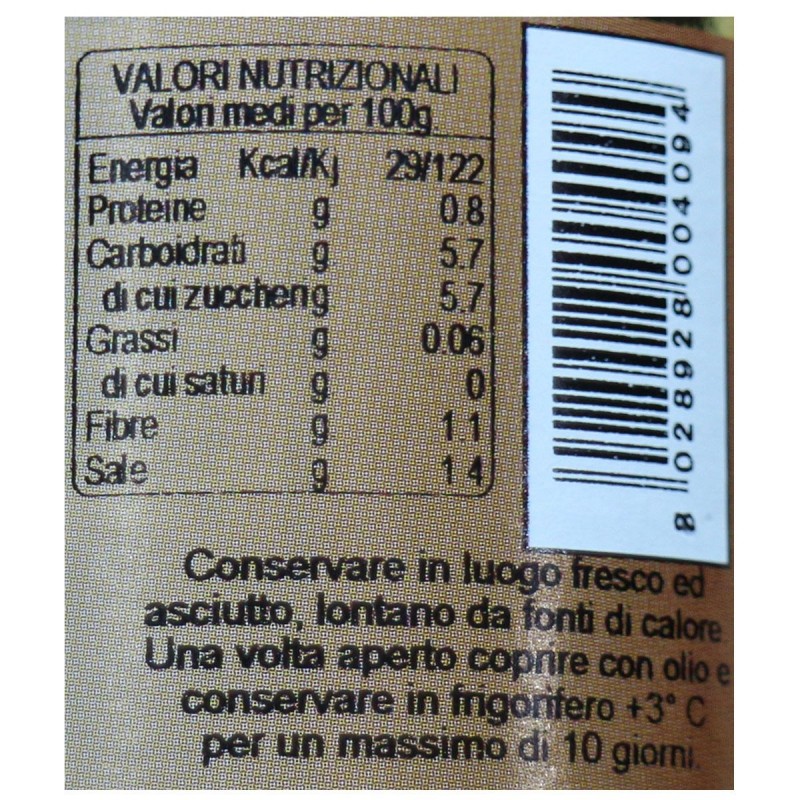 VALORI NUTRIZIONALI
Valori medi per 100g.
Energia Kcal/Kj 29/122
Proteine g 0.8
Carboidrati g 5.7
di cui zuccheri g 5.7
Grassi g 0.06
di cui saturi g 0
Fibre g 1.1
Sale g 1.4
8 028928 004094
Conservare in luogo fresco ed
asciutto, lontano da fonti di calore
Una volta aperto coprire con olio e
conservare in frigorifero +3° C
per un massimo di 10 giorni.